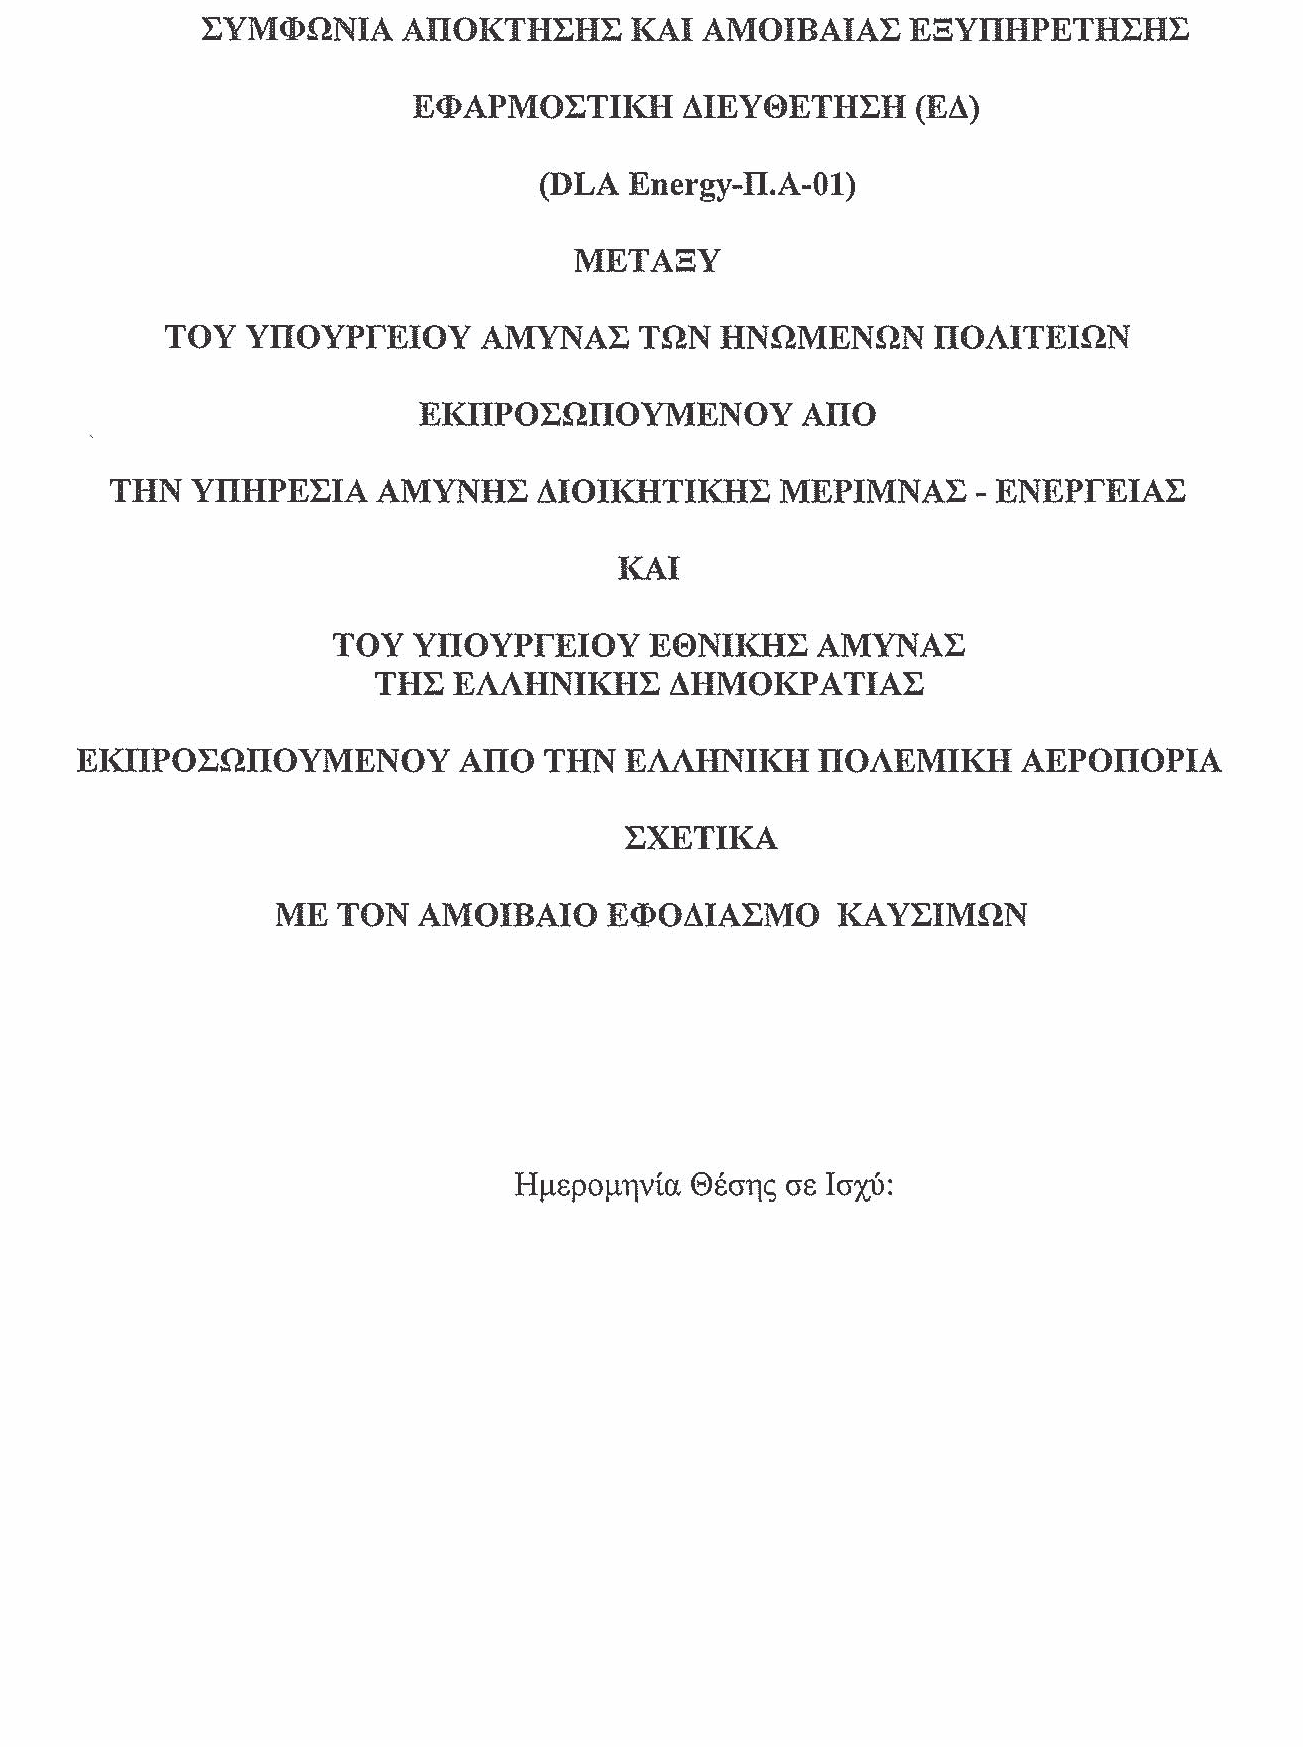 ΣΥΜΦΩΝΙΑ ΑΠΟΚΤΗΣΗΣ ΚΑΙ ΑΜΟΙΒΑΙΑΣ ΕΞΥΠΗΡΕΤΗΣΗΣ
ΕΦΑΡΜΟΣΤΙΚΗ ΔΙΕΥΘΕΤΗΣΗ (ΕΔ)
(DLA Energy-Π.Α-01)
ΜΕΤΑΞΥ
ΤΟΥ ΥΠΟΥΡΓΕΙΟΥ ΑΜΥΝΑΣ ΤΩΝ ΗΝΩΜΕΝΩΝ ΠΟΛΙΤΕΙΩΝ
ΕΚΠΡΟΣΩΠΟΥΜΕΝΟΥ ΑΠΟ
ΤΗΝ ΥΠΗΡΕΣΙΑ ΑΜΥΝΗΣ ΔΙΟΙΚΗΤΙΚΗΣ ΜΕΡΙΜΝΑΣ - ΕΝΕΡΓΕΙΑΣ
ΚΑΙ
ΤΟΥ ΥΠΟΥΡΓΕΙΟΥ ΕΘΝΙΚΗΣ ΑΜΥΝΑΣ
ΤΗΣ ΕΛΛΗΝΙΚΗΣ ΔΗΜΟΚΡΑΤΙΑΣ
ΕΚΠΡΟΣΩΠΟΥΜΕΝΟΥ ΑΠΟ ΤΗΝ ΕΛΛΗΝΙΚΗ ΠΟΛΕΜΙΚΗ ΑΕΡΟΠΟΡΙΑ
ΣΧΕΤΙΚΑ
ΜΕ ΤΟΝ ΑΜΟΙΒΑΙΟ ΕΦΟΔΙΑΣΜΟ ΚΑΥΣΙΜΩΝ
Ημερομηνία Θέσης σε Ισχύ: